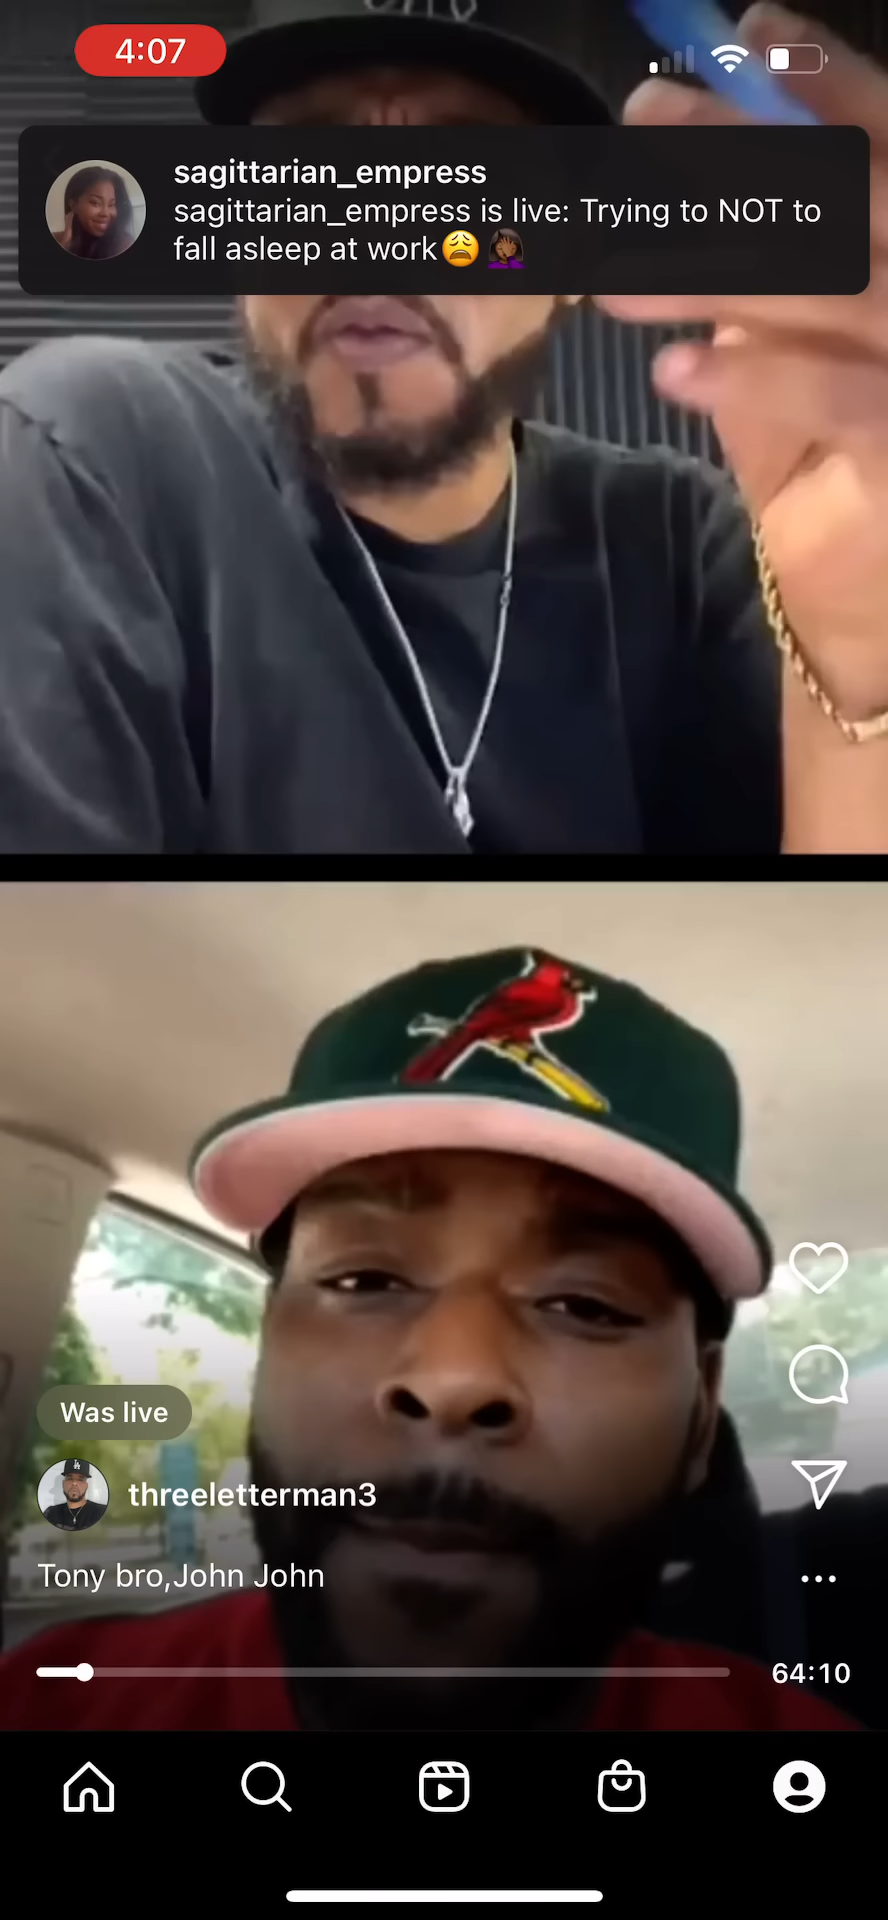 4:07
sagittarian_empress
sagittarian_empress is live: Trying to NOT to
fall asleep at work😩🤦🏾‍♀️
Was live
threeletterman3
Tony bro,John John
64:10